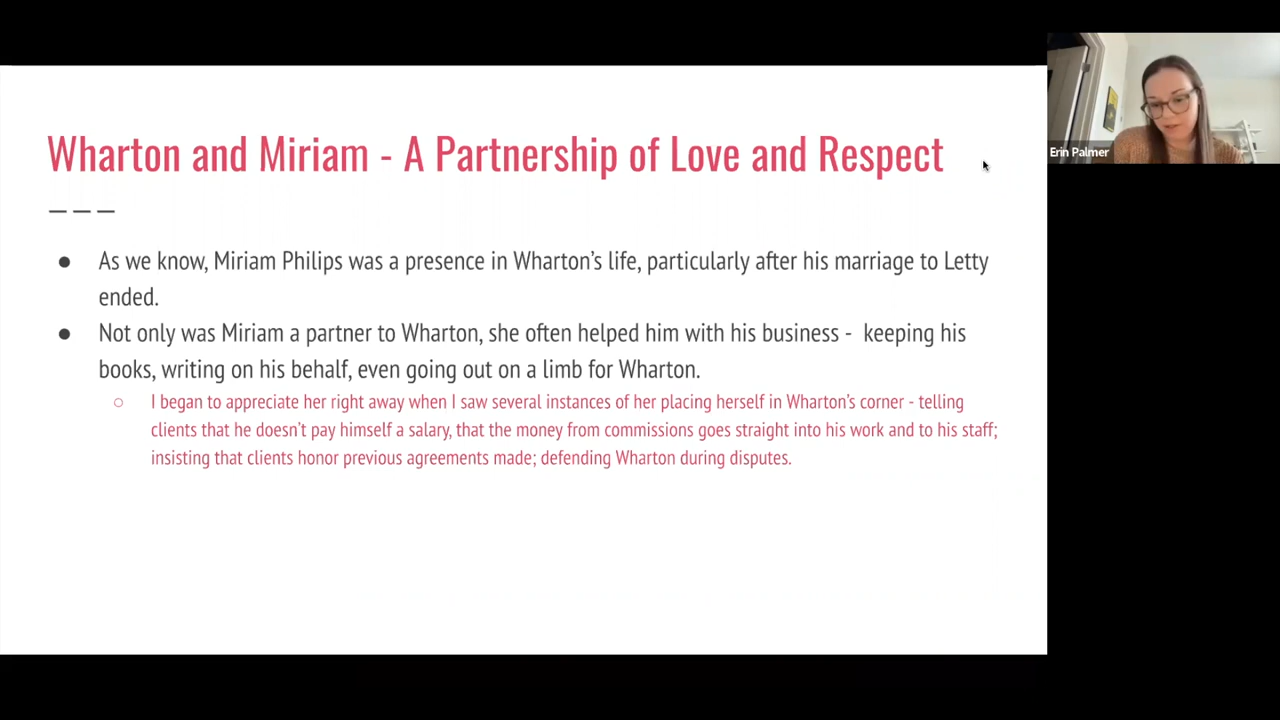 Wharton and Miriam - A Partnership of Love and Respect
Erin Palmer
● As we know, Miriam Philips was a presence in Wharton’s life, particularly after his marriage to Letty
ended.
● Not only was Miriam a partner to Wharton, she often helped him with his business - keeping his
books, writing on his behalf, even going out on a limb for Wharton.
○ I began to appreciate her right away when I saw several instances of her placing herself in Wharton’s corner - telling
clients that he doesn’t pay himself a salary, that the money from commissions goes straight into his work and to his staff;
insisting that clients honor previous agreements made; defending Wharton during disputes.